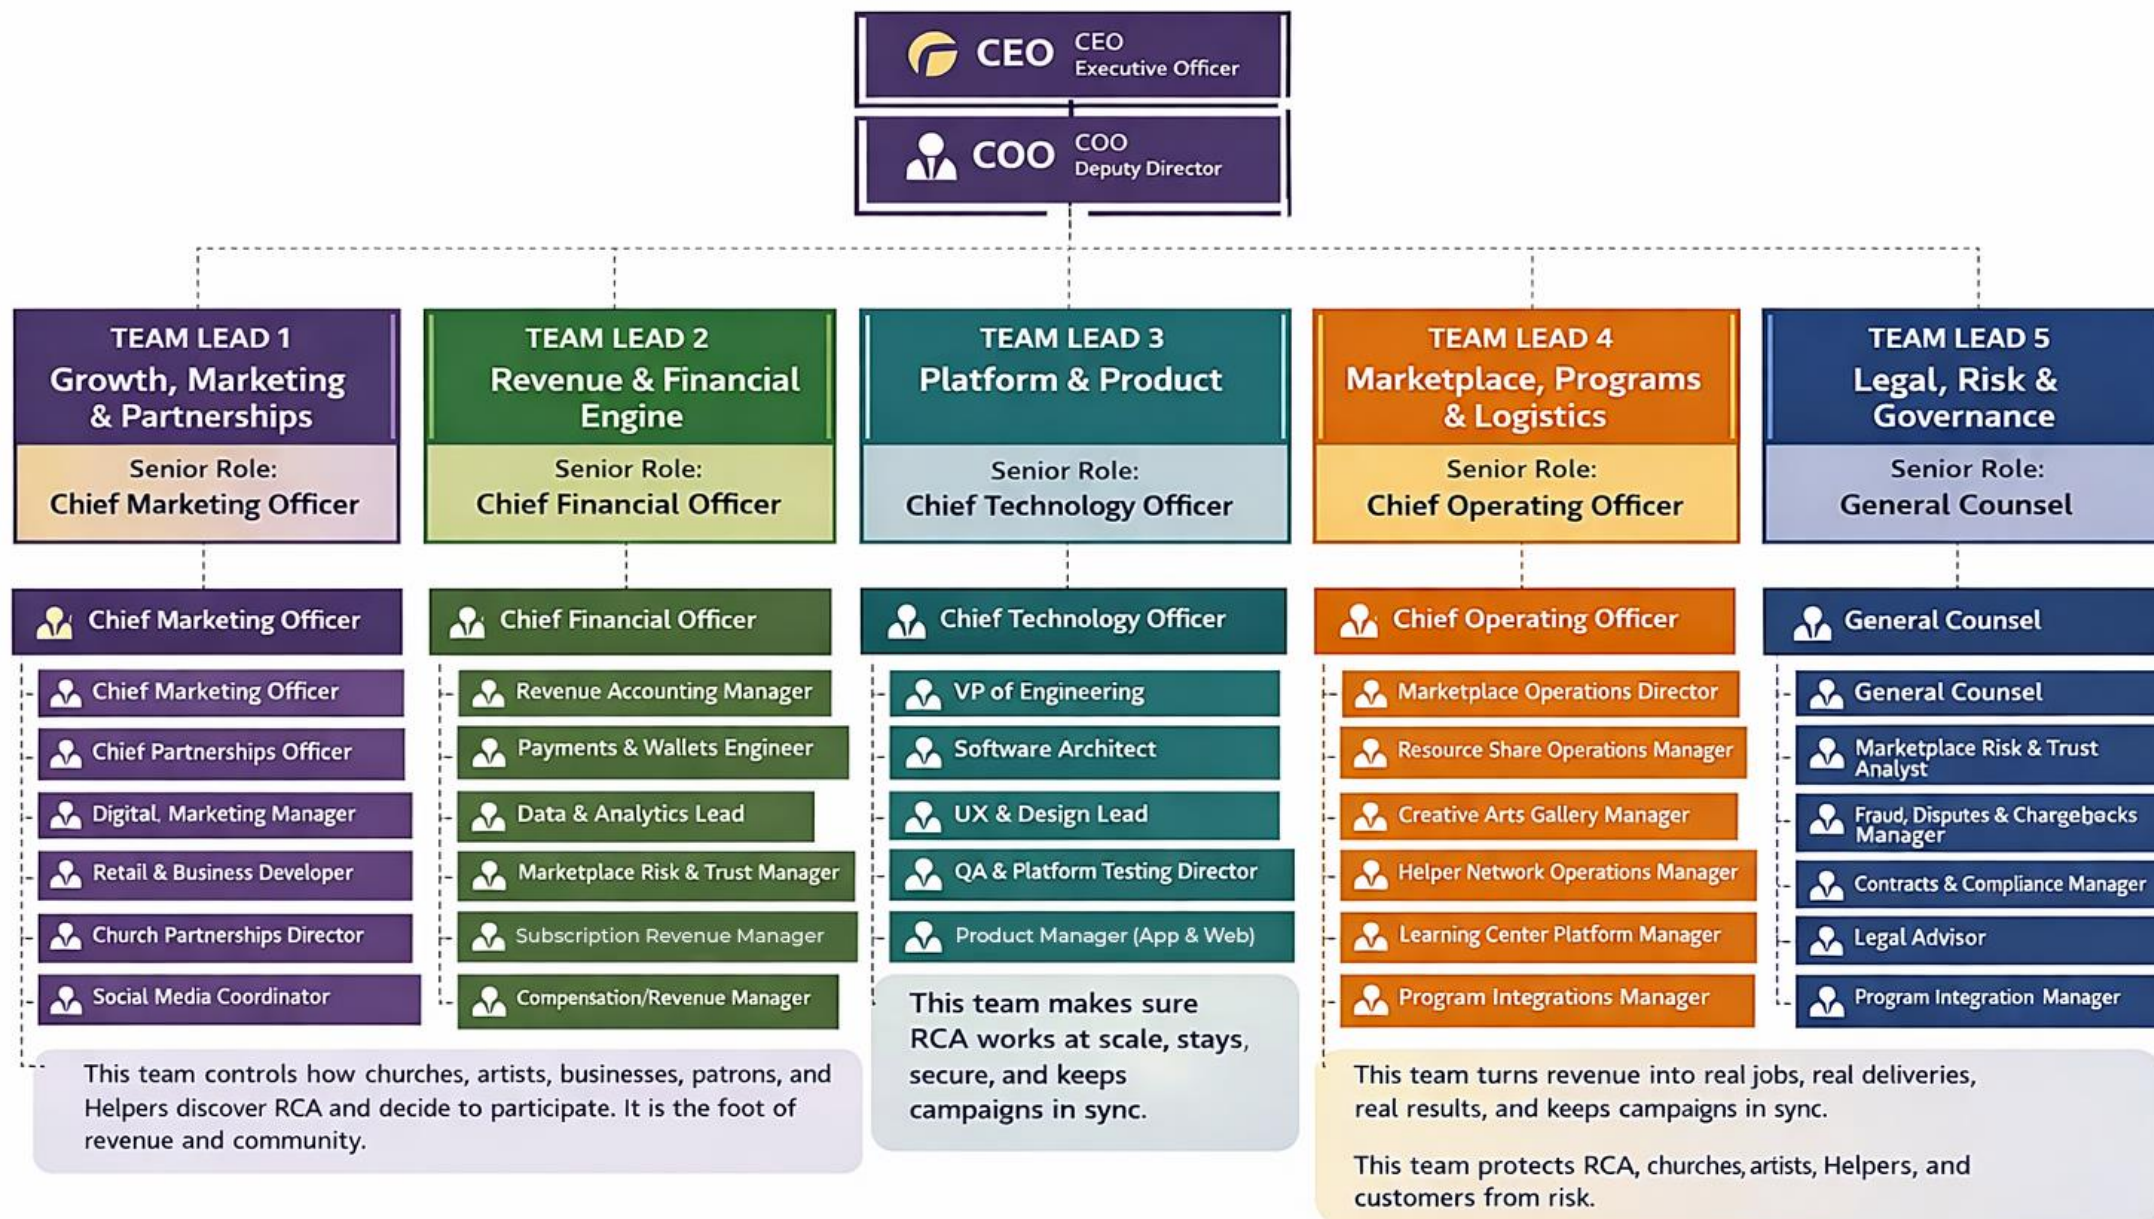 CEO
CEO
Executive Officer
COO
COO
Deputy Director
TEAM LEAD 1
Growth, Marketing
& Partnerships
Senior Role:
Chief Marketing Officer
TEAM LEAD 2
Revenue & Financial
Engine
Senior Role:
Chief Financial Officer
TEAM LEAD 3
Platform & Product
Senior Role:
Chief Technology Officer
TEAM LEAD 4
Marketplace, Programs
& Logistics
Senior Role:
Chief Operating Officer
TEAM LEAD 5
Legal, Risk &
Governance
Senior Role:
General Counsel
Chief Marketing Officer
Chief Marketing Officer
Chief Partnerships Officer
Digital. Marketing Manager
Retail & Business Developer
Church Partnerships Director
Social Media Coordinator
This team controls how churches, artists, businesses, patrons, and
Helpers discover RCA and decide to participate. It is the foot of
revenue and community.
Chief Financial Officer
Revenue Accounting Manager
Payments & Wallets Engineer
Data & Analytics Lead
Marketplace Risk & Trust Manager
Subscription Revenue Manager
Compensation/Revenue Manager
Chief Technology Officer
VP of Engineering
Software Architect
UX & Design Lead
QA & Platform Testing Director
Product Manager (App & Web)
This team makes sure
RCA works at scale, stays,
secure, and keeps
campaigns in sync.
Chief Operating Officer
Marketplace Operations Director
Resource Share Operations Manager
Creative Arts Gallery Manager
Helper Network Operations Manager
Learning Center Platform Manager
Program Integrations Manager
General Counsel
General Counsel
Marketplace Risk & Trust
Analyst
Fraud, Disputes & Chargebacks
Manager
Contracts & Compliance Manager
Legal Advisor
Program Integration Manager
This team turns revenue into real jobs, real deliveries,
real results, and keeps campaigns in sync.
This team protects RCA, churches, artists, Helpers, and
customers from risk.